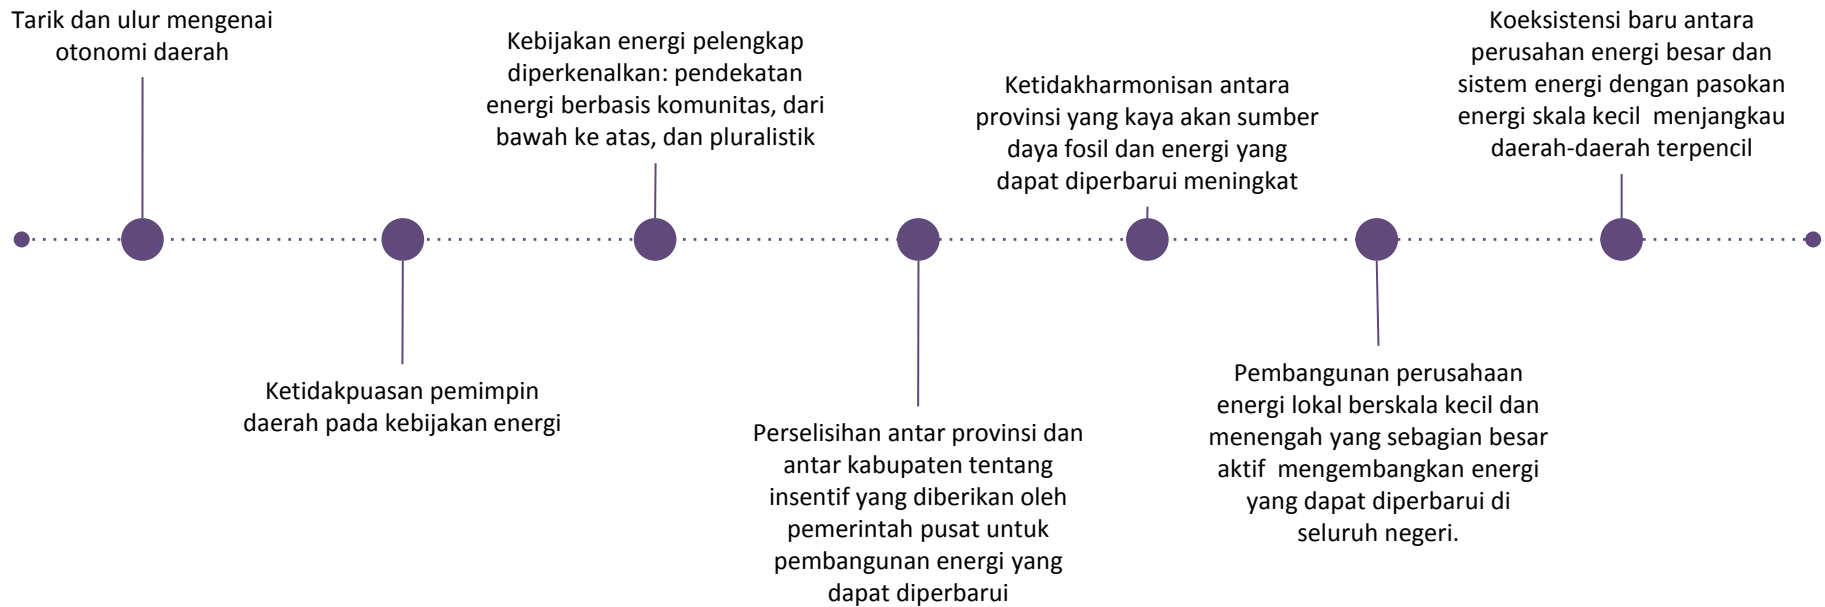 Tarik dan ulur mengenai
otonomi daerah
Ketidakpuasan pemimpin
daerah pada kebijakan energi
Kebijakan energi pelengkap
diperkenalkan: pendekatan
energi berbasis komunitas, dari
bawah ke atas, dan pluralistik
Perselisihan antar provinsi dan
antar kabupaten tentang
insentif yang diberikan oleh
pemerintah pusat untuk
pembangunan energi yang
dapat diperbarui
Ketidakharmonisan antara
provinsi yang kaya akan sumber
daya fosil dan energi yang
dapat diperbarui meningkat
Pembangunan perusahaan
energi lokal berskala kecil dan
menengah yang sebagian besar
aktif  mengembangkan energi
yang dapat diperbarui di
seluruh negeri.
Koeksistensi baru antara
perusahan energi besar dan
sistem energi dengan pasokan
energi skala kecil  menjangkau
daerah-daerah terpencil